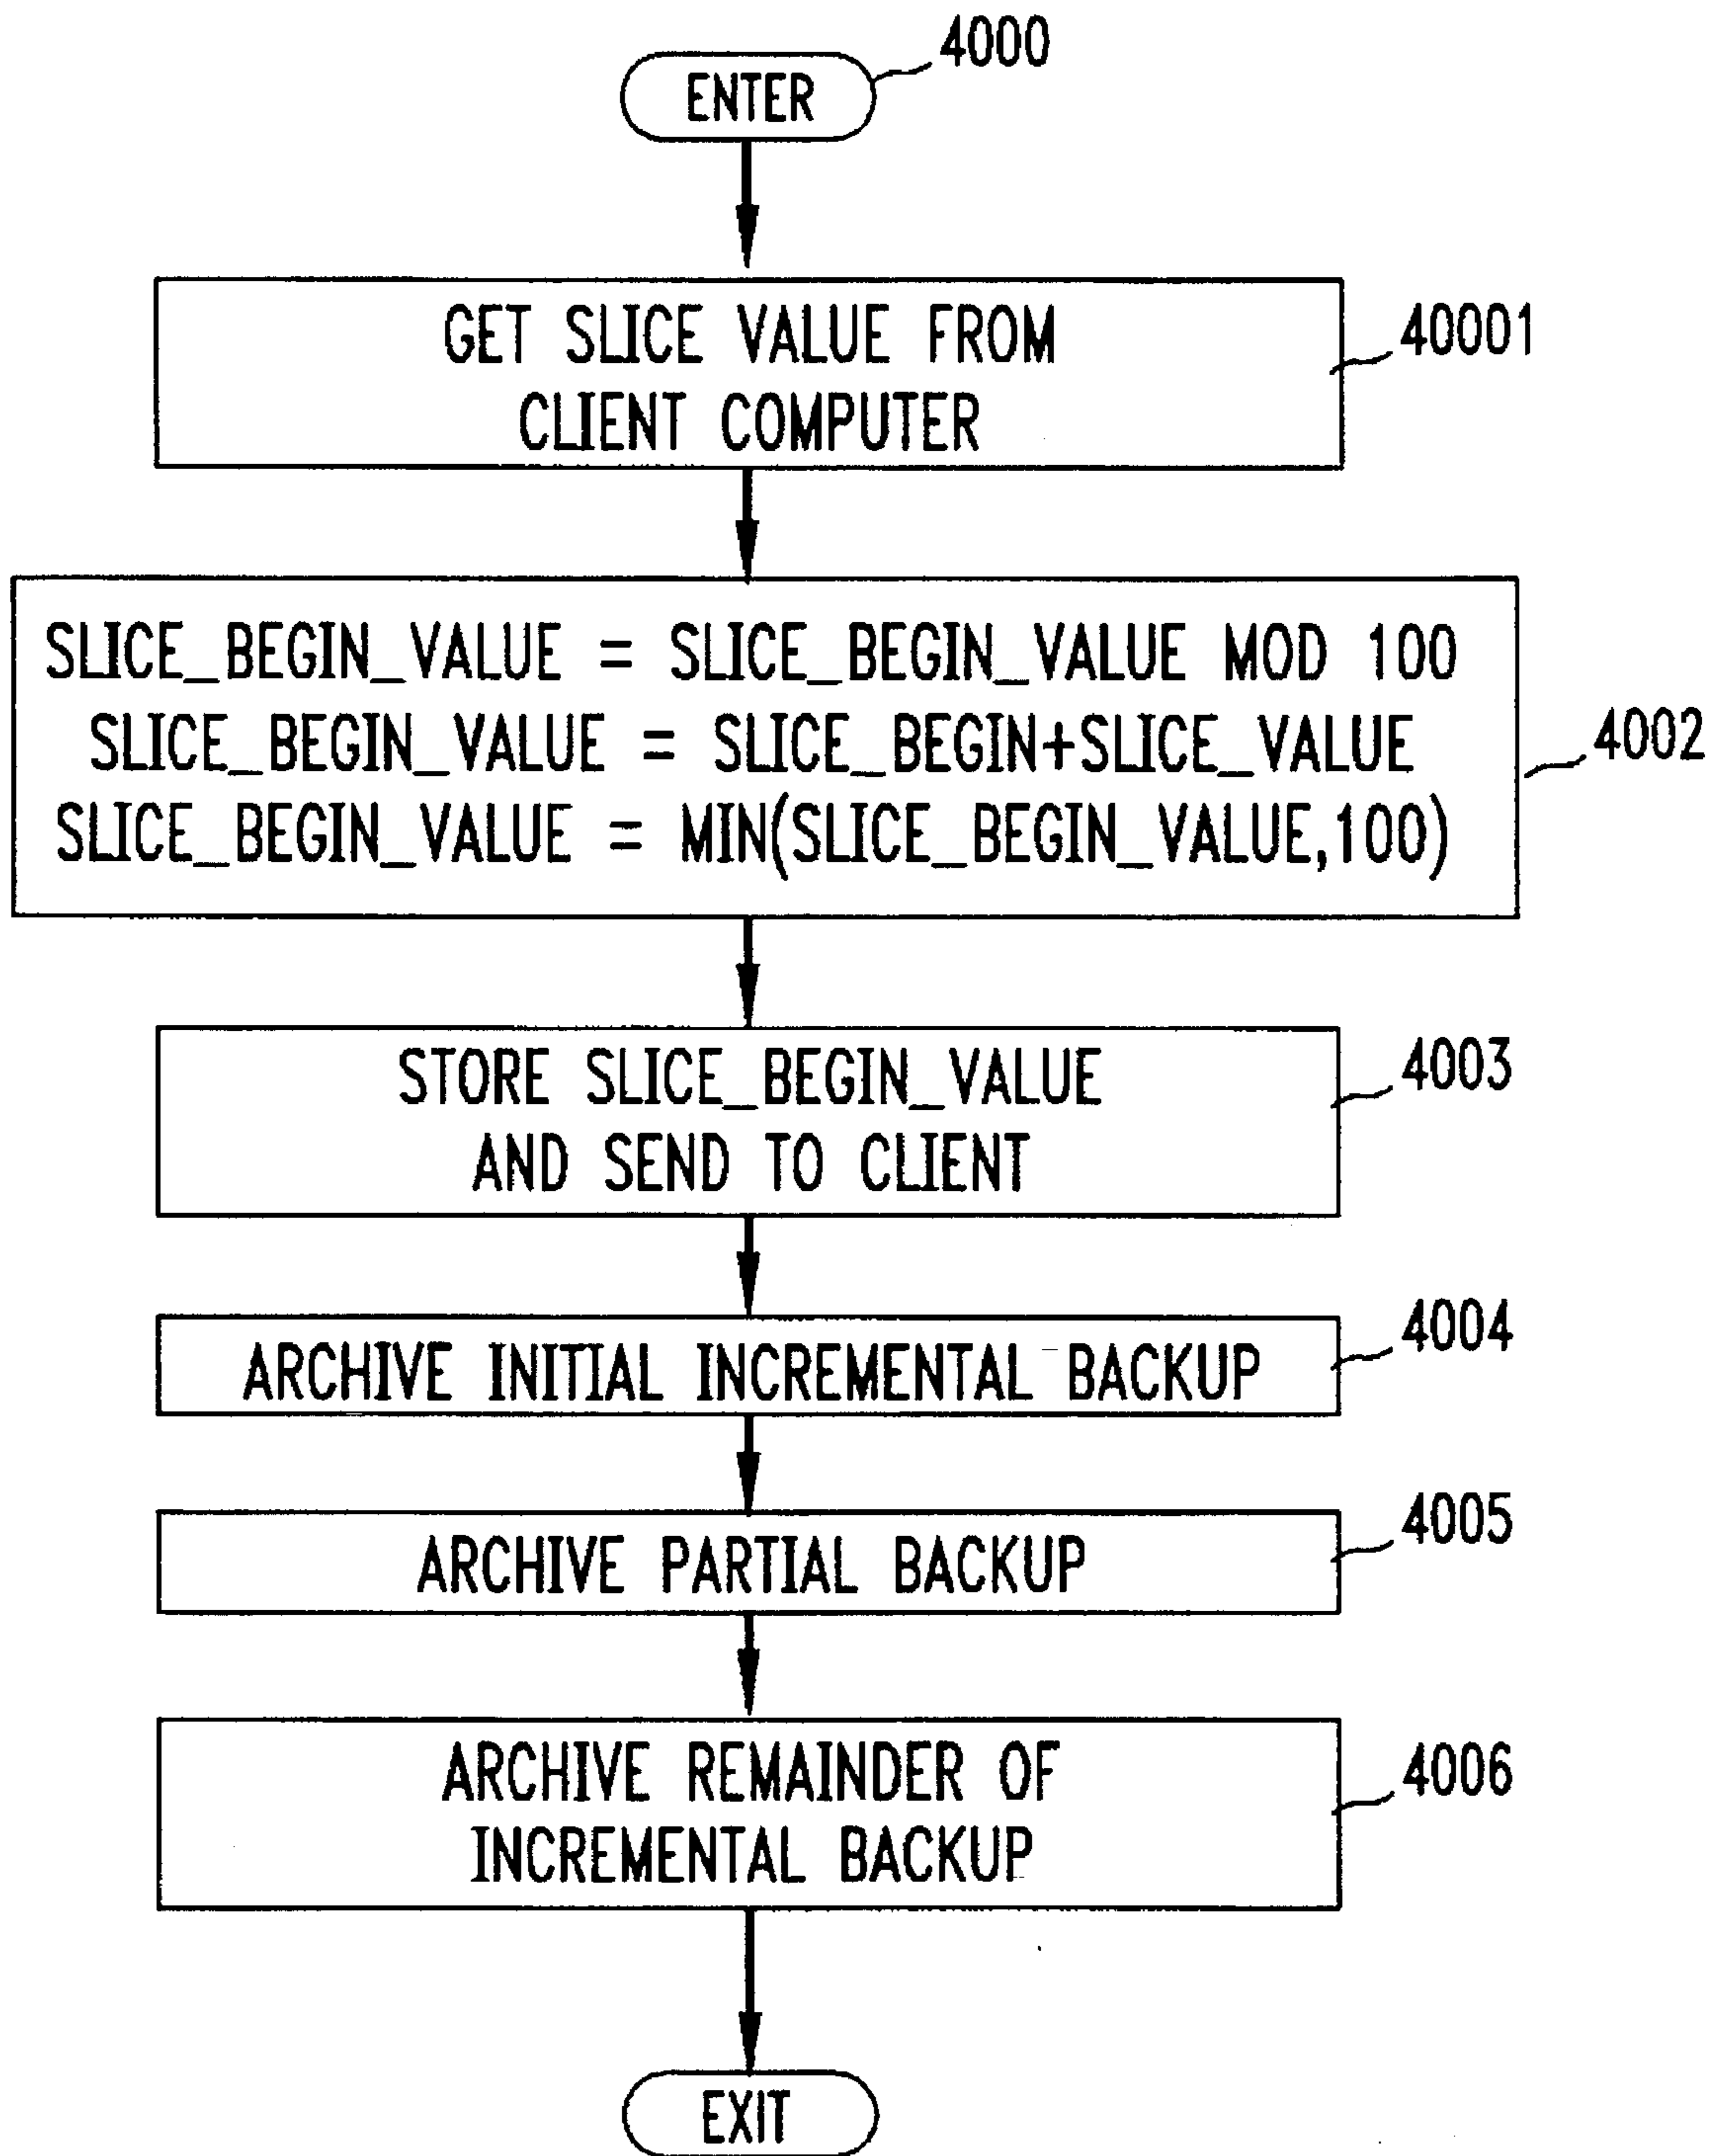 4000
ENTER
GET SLICE VALUE FROM
CLIENT COMPUTER
40001
SLICE_BEGIN_VALUE = SLICE_BEGIN_VALUE MOD 100
SLICE_BEGIN_VALUE = SLICE_BEGIN+SLICE_VALUE
SLICE_BEGIN_VALUE = MIN(SLICE_BEGIN_VALUE,100)
4002
STORE SLICE_BEGIN_VALUE
AND SEND TO CLIENT
4003
ARCHIVE INITIAL INCREMENTAL BACKUP
4004
ARCHIVE PARTIAL BACKUP
4005
ARCHIVE REMAINDER OF
INCREMENTAL BACKUP
4006
EXIT